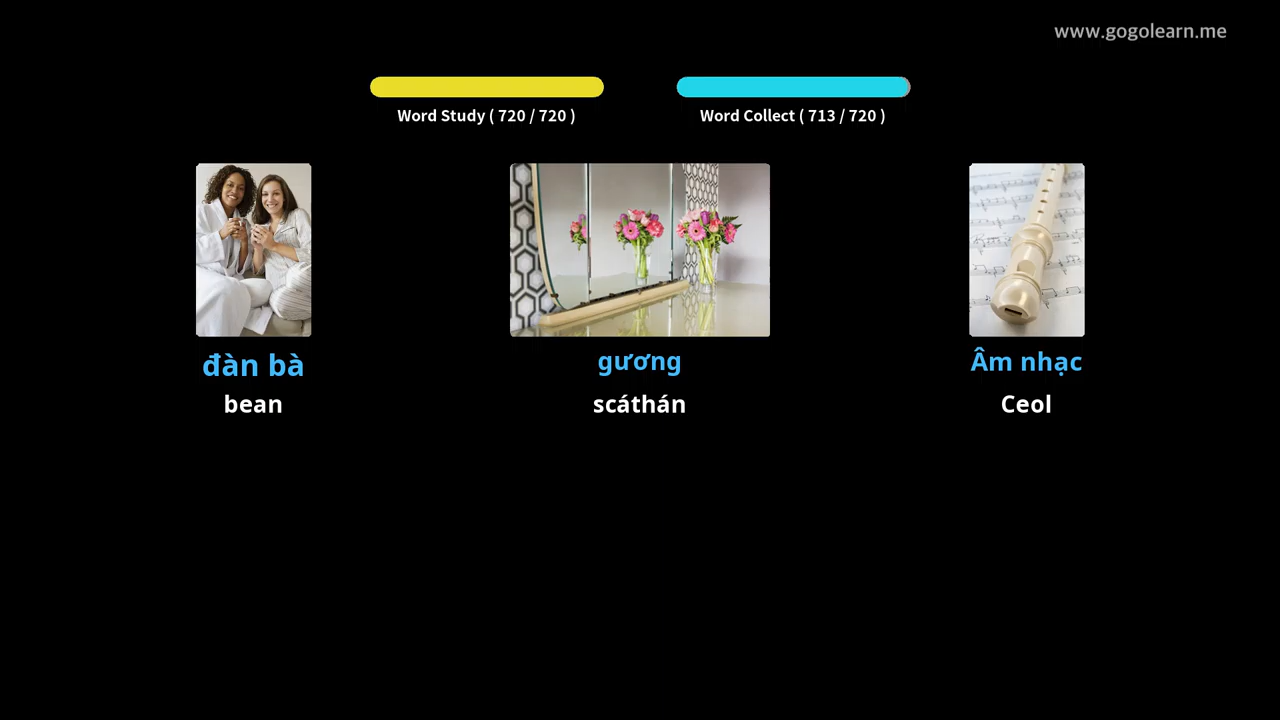 www.gogolearn.me
Word Study ( 720 / 720 )
Word Collect ( 713 / 720 )
đàn bà
bean
gương
scáthán
Âm nhạc
Ceol